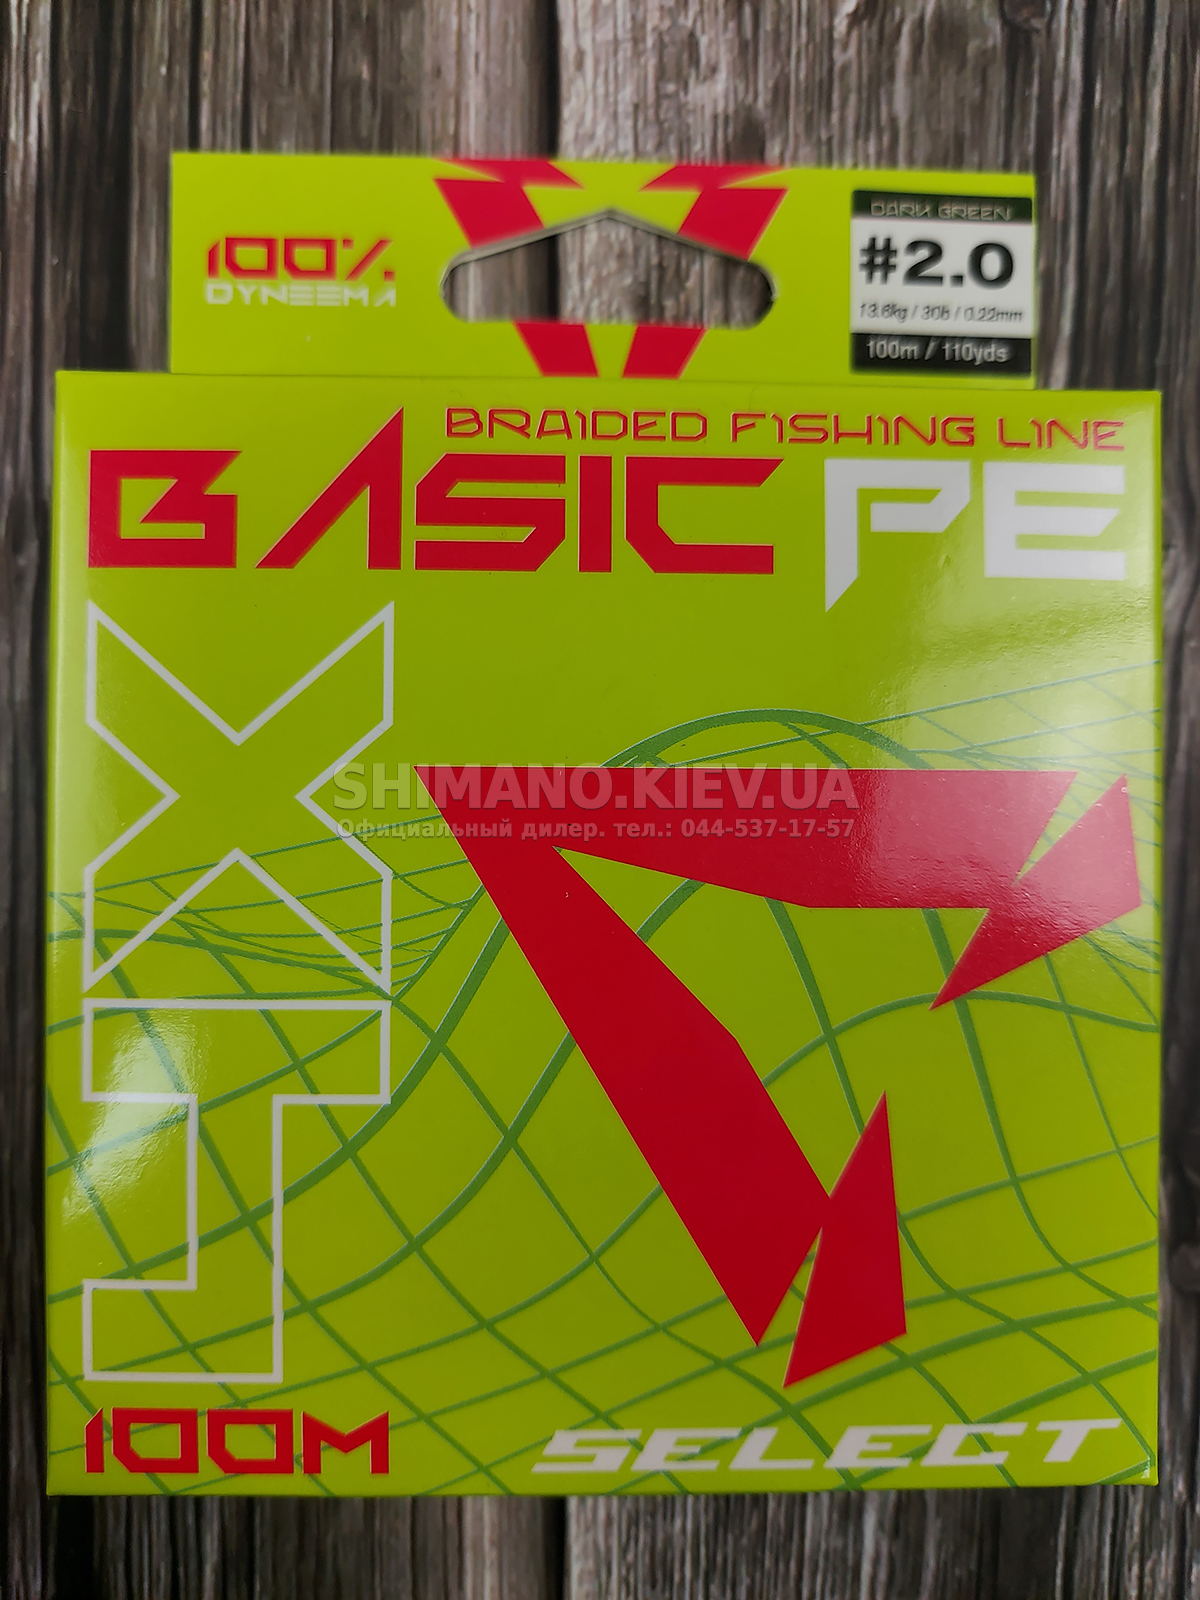 100%
DYNEEMA
DARK GREEN
#2.0
13.6kg / 30lb / 0.22mm
100m / 110yds
BRAIDED FISHING LINE
BASIC PE
X4
SHIMANO.KIEV.UA
Официальный дилер. тел.: 044-537-17-57
100M
SELECT